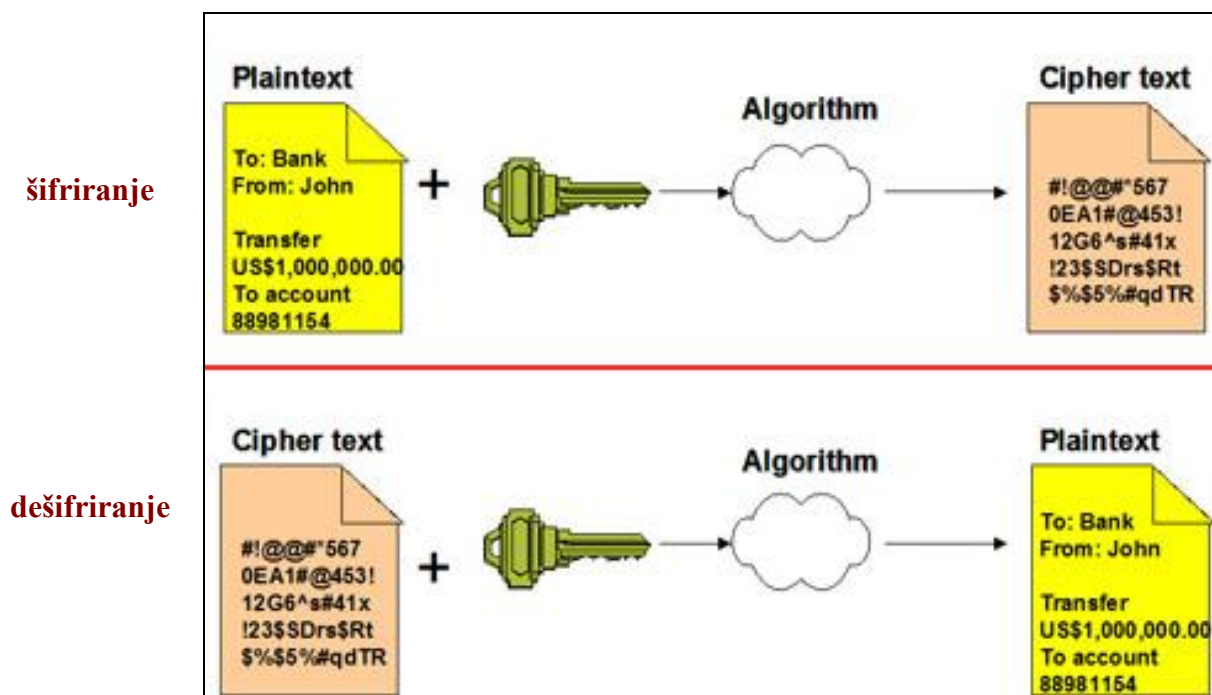 šifriranje
Plaintext
To: Bank
From: John
Transfer
US$1,000,000.00
To account
88981154
+
Algorithm
Cipher text
#!@@#*567
0EA1#@453!
12G6^s#41x
!23$SDrs$Rt
$%$5%#qdTR
dešifriranje
Cipher text
#!@@#*567
0EA1#@453!
12G6^s#41x
!23$SDrs$Rt
$%$5%#qdTR
+
Algorithm
Plaintext
To: Bank
From: John
Transfer
US$1,000,000.00
To account
88981154